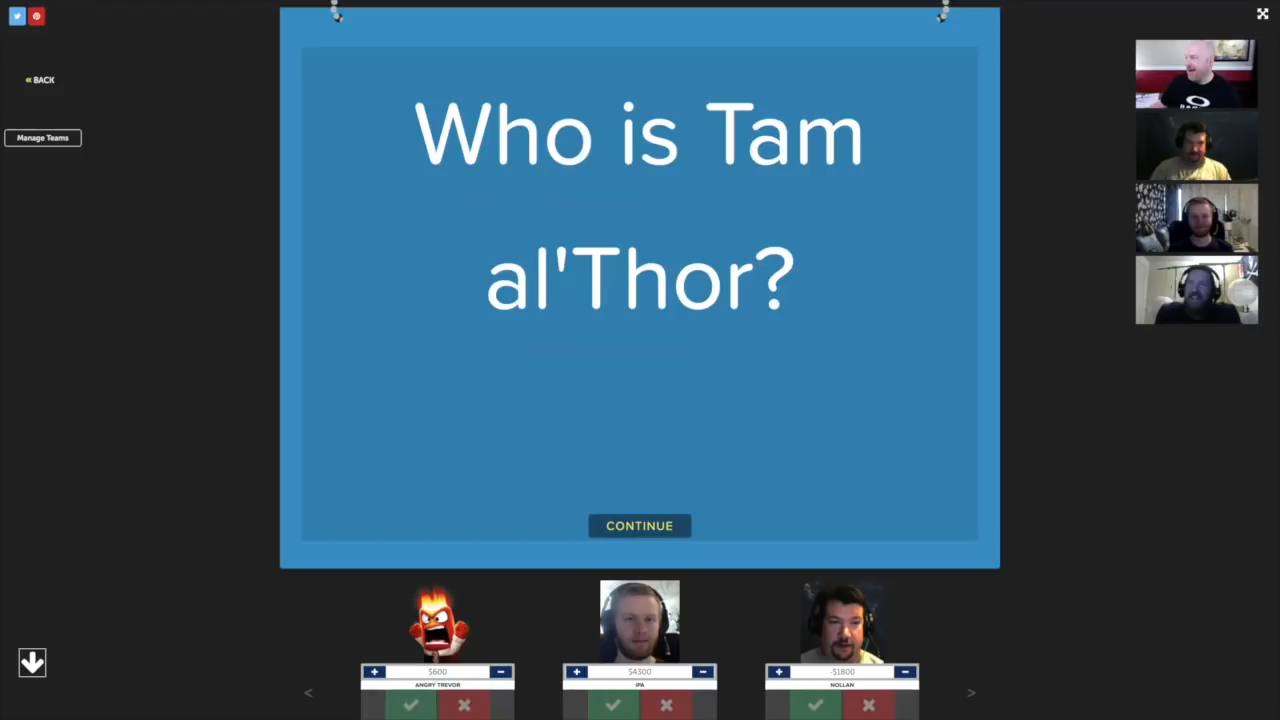 « BACK
Manage Teams
Who is Tam
al'Thor?
CONTINUE
$600
$4300
-$1800
ANGRY TREVOR
IPA
NOLLAN